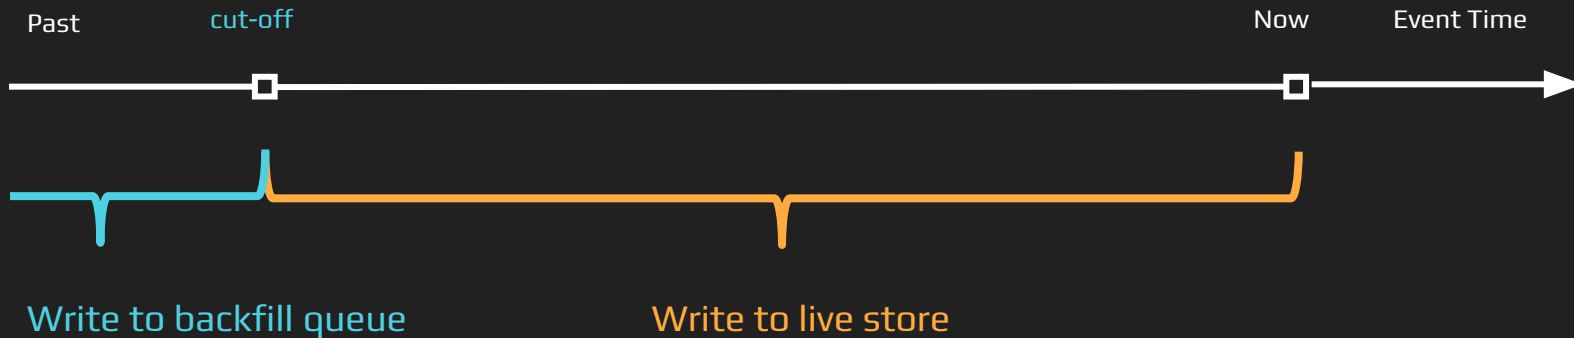 Past
cut-off
Now
Event Time
Write to backfill queue
Write to live store